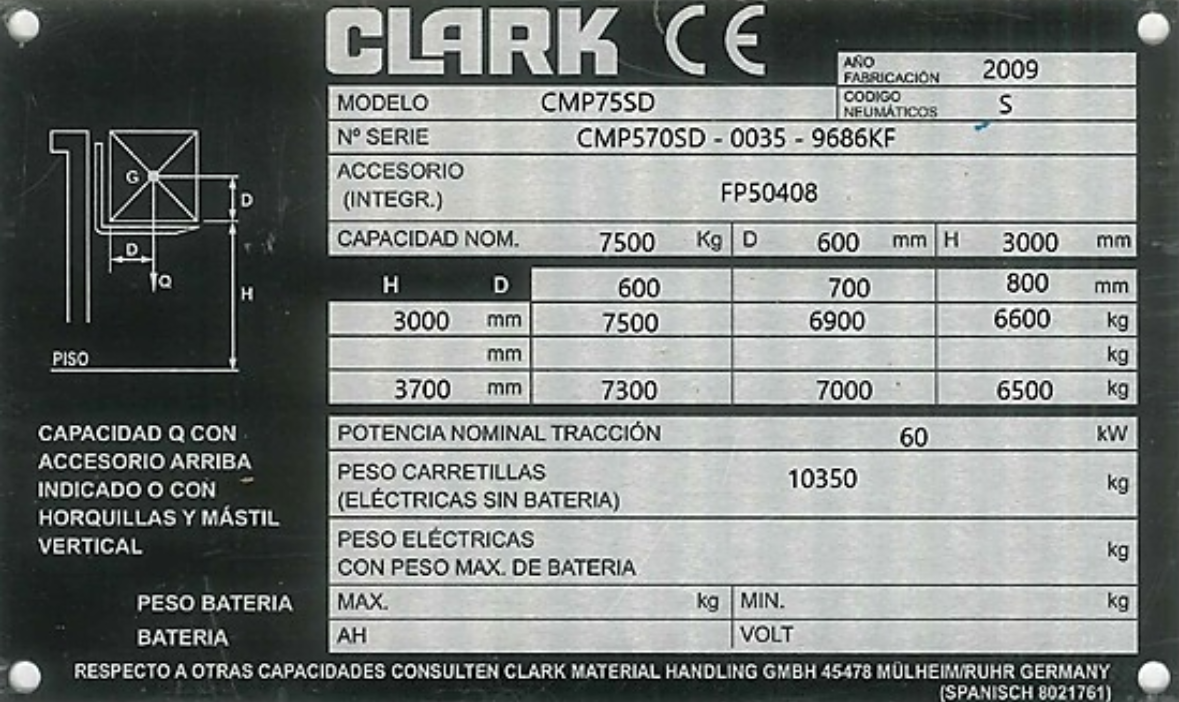 CLARK CE
AÑO
FABRICACIÓN 2009
MODELO CMP75SD
CODIGO
NEUMÁTICOS S
Nº SERIE CMP570SD - 0035 - 9686KF
ACCESORIO
(INTEGR.) FP50408
CAPACIDAD NOM. 7500 Kg D 600 mm H 3000 mm
H D 600 700 800 mm
3000 mm 7500 6900 6600 kg
mm kg
3700 mm 7300 7000 6500 kg
G
D
D
Q
H
PISO
CAPACIDAD Q CON
ACCESORIO ARRIBA
INDICADO O CON
HORQUILLAS Y MÁSTIL
VERTICAL
POTENCIA NOMINAL TRACCIÓN 60 kW
PESO CARRETILLAS
(ELÉCTRICAS SIN BATERIA) 10350 kg
PESO ELÉCTRICAS
CON PESO MAX. DE BATERIA kg
PESO BATERIA MAX. kg MIN. kg
BATERIA AH VOLT
RESPECTO A OTRAS CAPACIDADES CONSULTEN CLARK MATERIAL HANDLING GMBH 45478 MÜLHEIM/RUHR GERMANY
(SPANISCH 8021761)